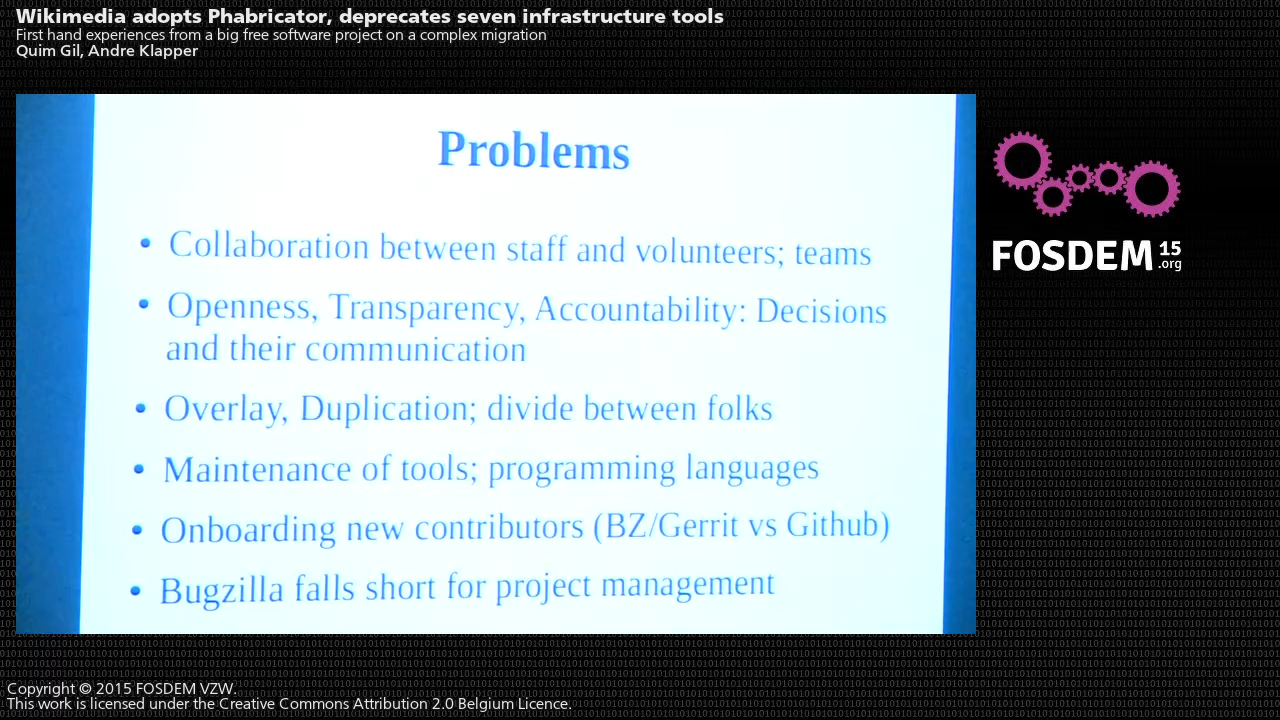 Wikimedia adopts Phabricator, deprecates seven infrastructure tools
First hand experiences from a big free software project on a complex migration
Quim Gil, Andre Klapper
Problems
• Collaboration between staff and volunteers; teams
• Openness, Transparency, Accountability: Decisions
and their communication
• Overlay, Duplication; divide between folks
• Maintenance of tools; programming languages
• Onboarding new contributors (BZ/Gerrit vs Github)
• Bugzilla falls short for project management
FOSDEM 15
.org
Copyright © 2015 FOSDEM VZW.
This work is licensed under the Creative Commons Attribution 2.0 Belgium Licence.